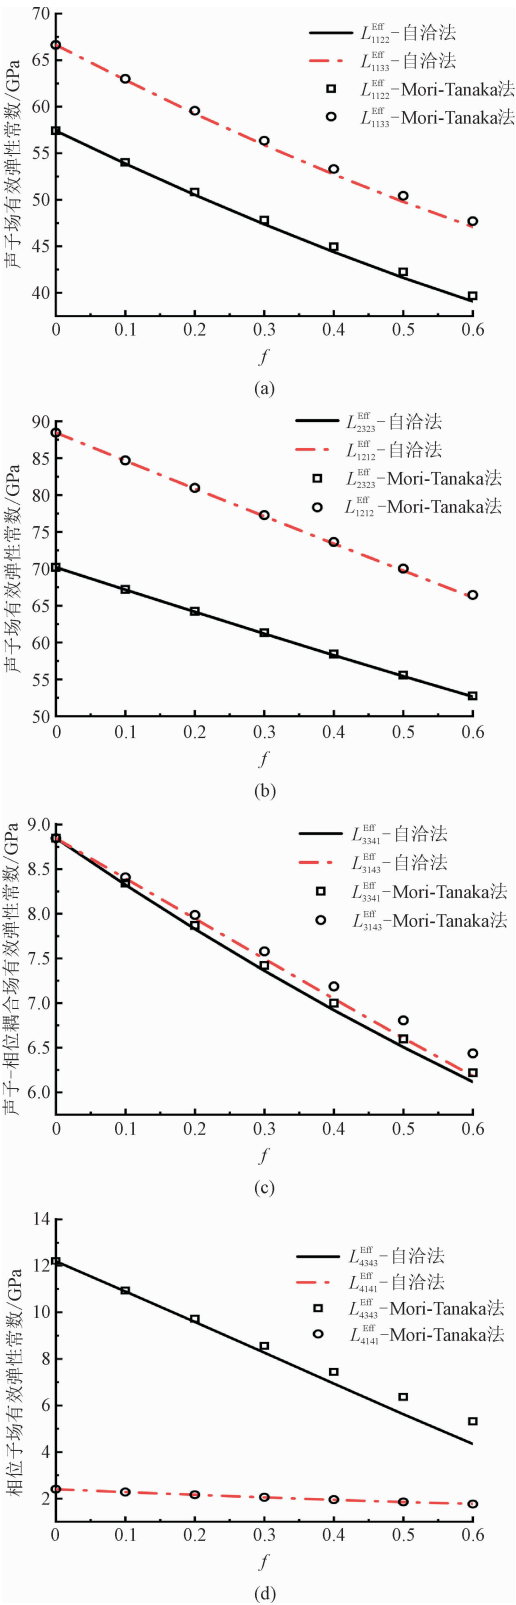 70
65
60
55
50
45
40
声子场有效弹性常数/GPa
L₁₁₂₂ᴱᶠᶠ-自洽法
L₁₁₃₃ᴱᶠᶠ-自洽法
L₁₁₂₂ᴱᶠᶠ-Mori-Tanaka法
L₁₁₃₃ᴱᶠᶠ-Mori-Tanaka法
0 0.1 0.2 0.3 0.4 0.5 0.6
f
(a)
90
85
80
75
70
65
60
55
50
声子场有效弹性常数/GPa
L₂₃₂₃ᴱᶠᶠ-自洽法
L₁₂₁₂ᴱᶠᶠ-自洽法
L₂₃₂₃ᴱᶠᶠ-Mori-Tanaka法
L₁₂₁₂ᴱᶠᶠ-Mori-Tanaka法
0 0.1 0.2 0.3 0.4 0.5 0.6
f
(b)
9.0
8.5
8.0
7.5
7.0
6.5
6.0
声子-相位耦合场有效弹性常数/GPa
L₃₃₄₁ᴱᶠᶠ-自洽法
L₃₁₄₃ᴱᶠᶠ-自洽法
L₃₃₄₁ᴱᶠᶠ-Mori-Tanaka法
L₃₁₄₃ᴱᶠᶠ-Mori-Tanaka法
0 0.1 0.2 0.3 0.4 0.5 0.6
f
(c)
14
12
10
8
6
4
2
相位子场有效弹性常数/GPa
L₄₃₄₃ᴱᶠᶠ-自洽法
L₄₁₄₁ᴱᶠᶠ-自洽法
L₄₃₄₃ᴱᶠᶠ-Mori-Tanaka法
L₄₁₄₁ᴱᶠᶠ-Mori-Tanaka法
0 0.1 0.2 0.3 0.4 0.5 0.6
f
(d)